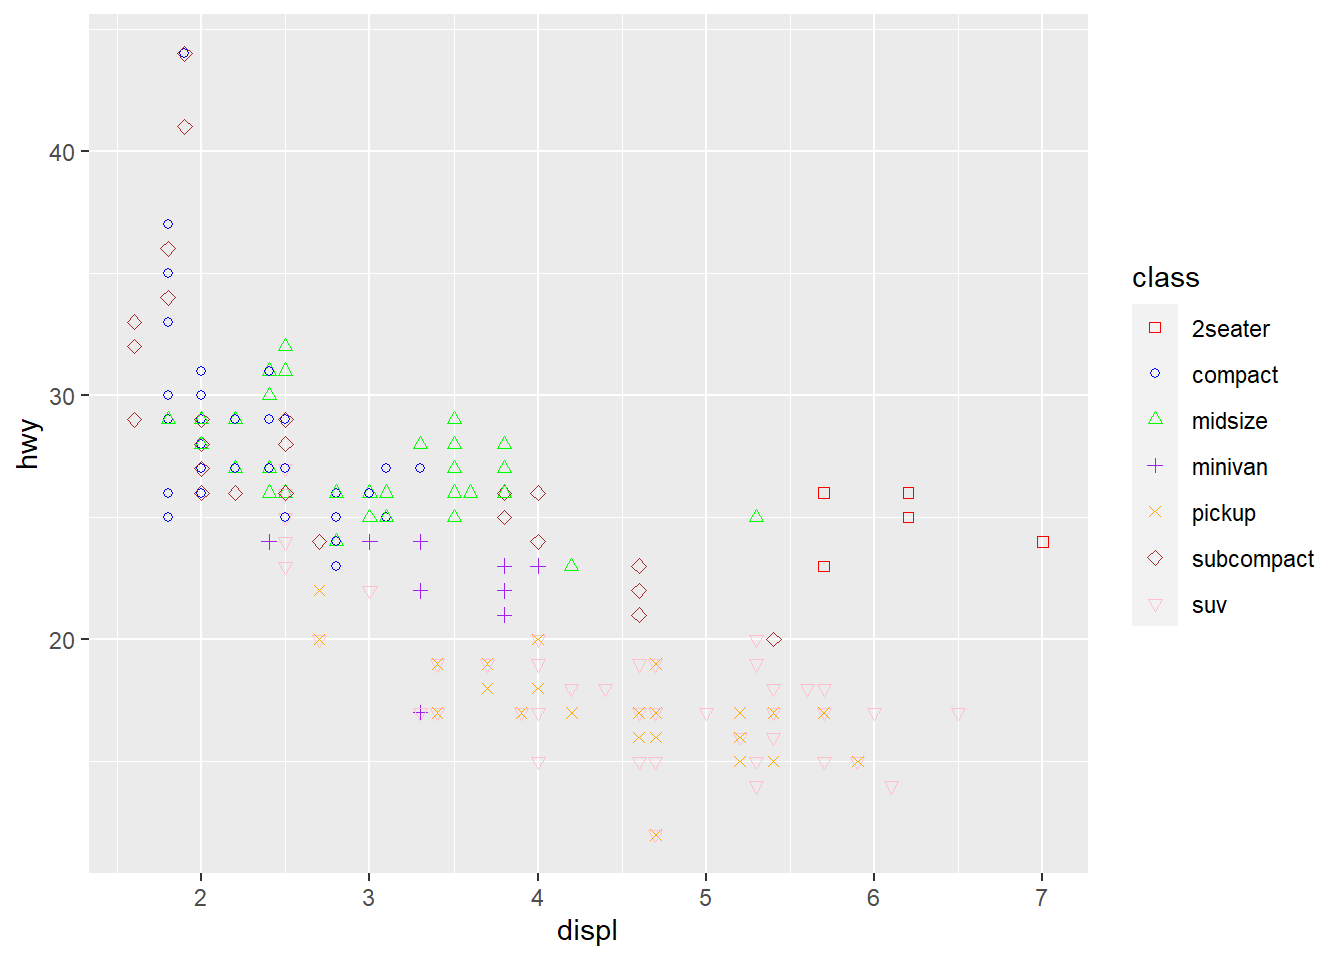 40
30
20
hwy
2
3
4
5
6
7
displ
class
2seater
compact
midsize
minivan
pickup
subcompact
suv